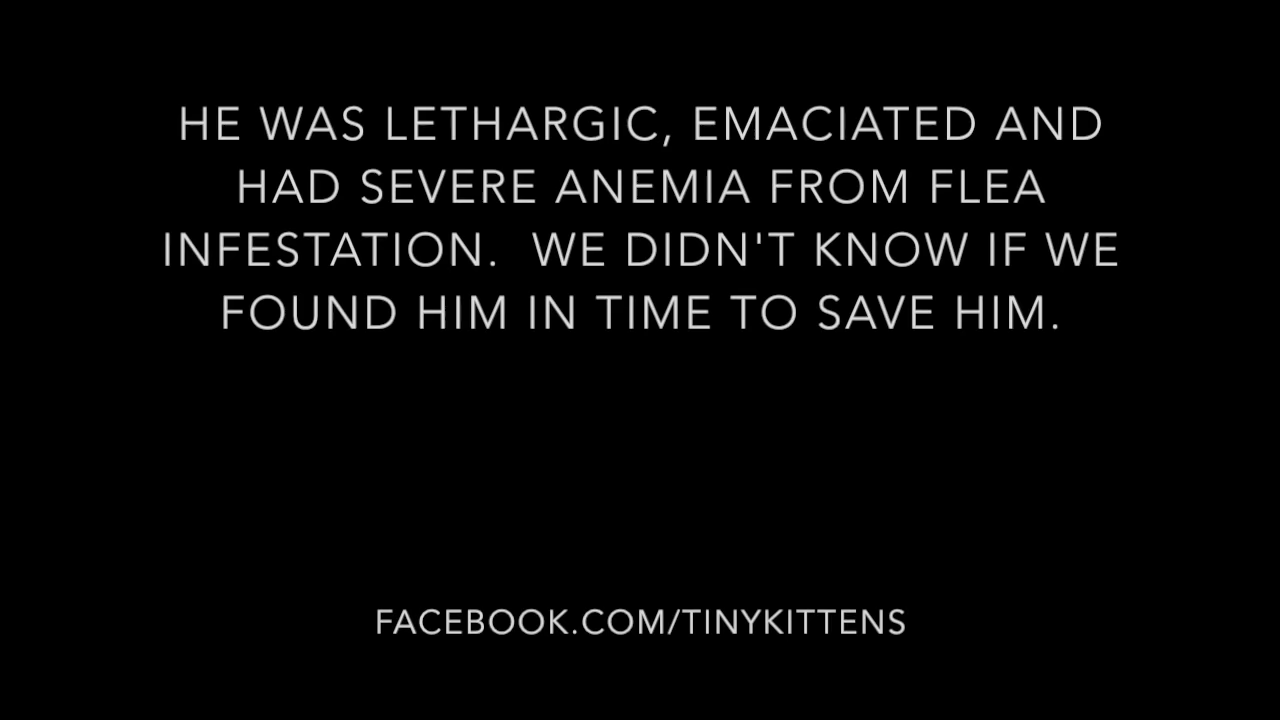 HE WAS LETHARGIC, EMACIATED AND
HAD SEVERE ANEMIA FROM FLEA
INFESTATION.  WE DIDN'T KNOW IF WE
FOUND HIM IN TIME TO SAVE HIM.
FACEBOOK.COM/TINYKITTENS